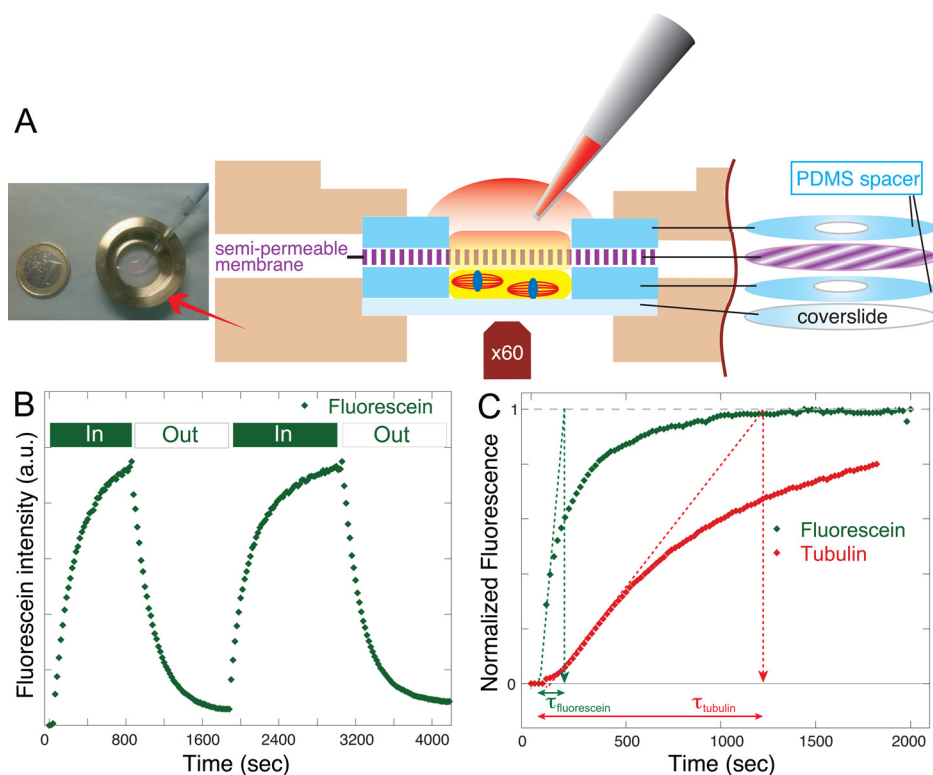 A
PDMS spacer
semi-permeable
membrane
coverslide
x60
B
Fluorescein
In
Out
In
Out
Fluorescein intensity (a.u.)
0
800
1600
2400
3200
4000
Time (sec)
C
1
0
Normalized Fluorescence
Fluorescein
Tubulin
τfluorescein
τtubulin
0
500
1000
1500
2000
Time (sec)